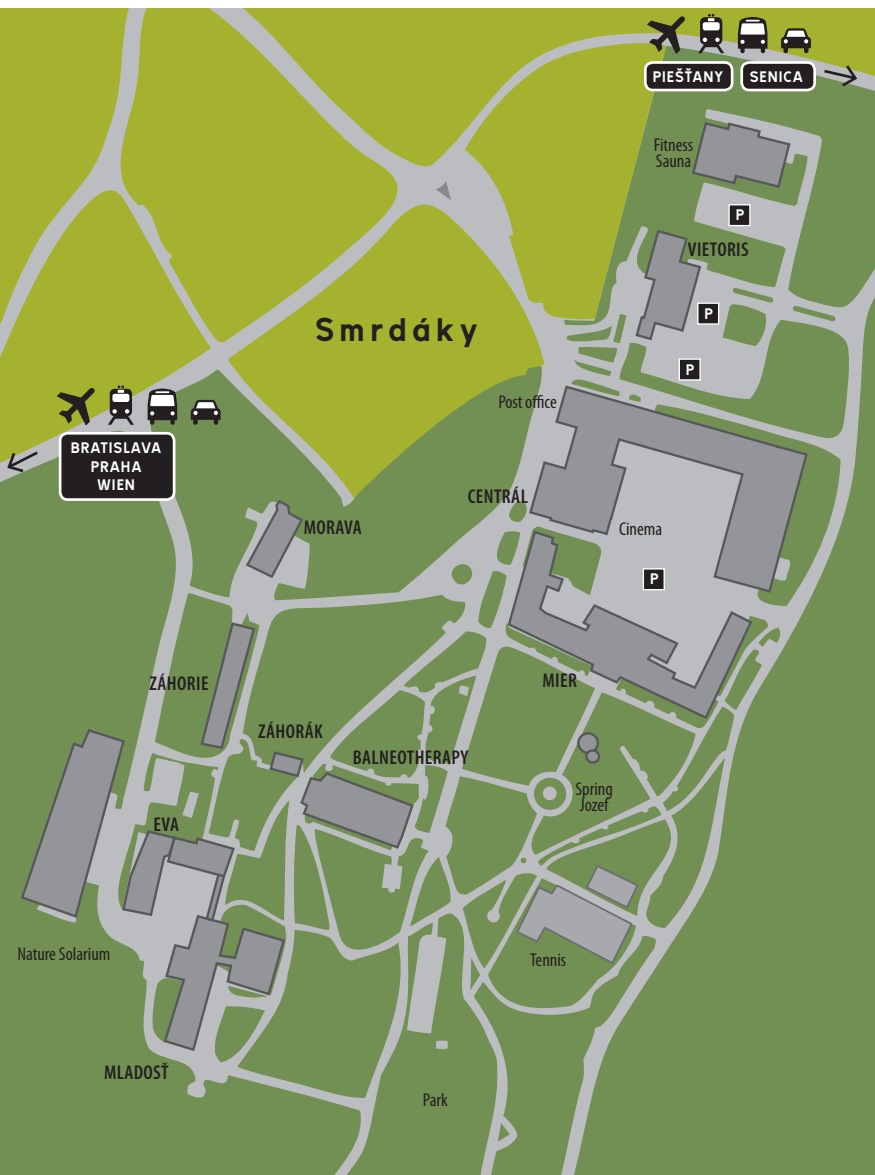 PIEŠŤANY
SENICA
Fitness
Sauna
P
VIETORIS
P
Smrdáky
P
Post office
BRATISLAVA
PRAHA
WIEN
CENTRÁL
MORAVA
Cinema
P
MIER
ZÁHORIE
ZÁHORÁK
BALNEOTHERAPY
Spring
Jozef
EVA
Nature Solarium
Tennis
MLADOSŤ
Park